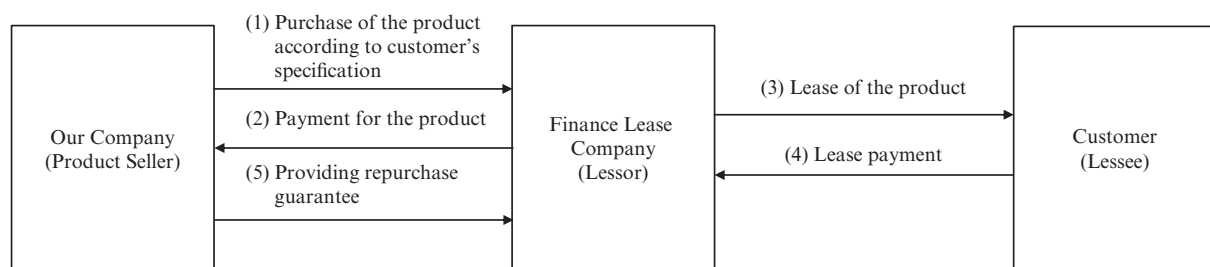 (1) Purchase of the product
according to customer’s
specification
(2) Payment for the product
(5) Providing repurchase
guarantee
Our Company
(Product Seller)
Finance Lease
Company
(Lessor)
(3) Lease of the product
(4) Lease payment
Customer
(Lessee)